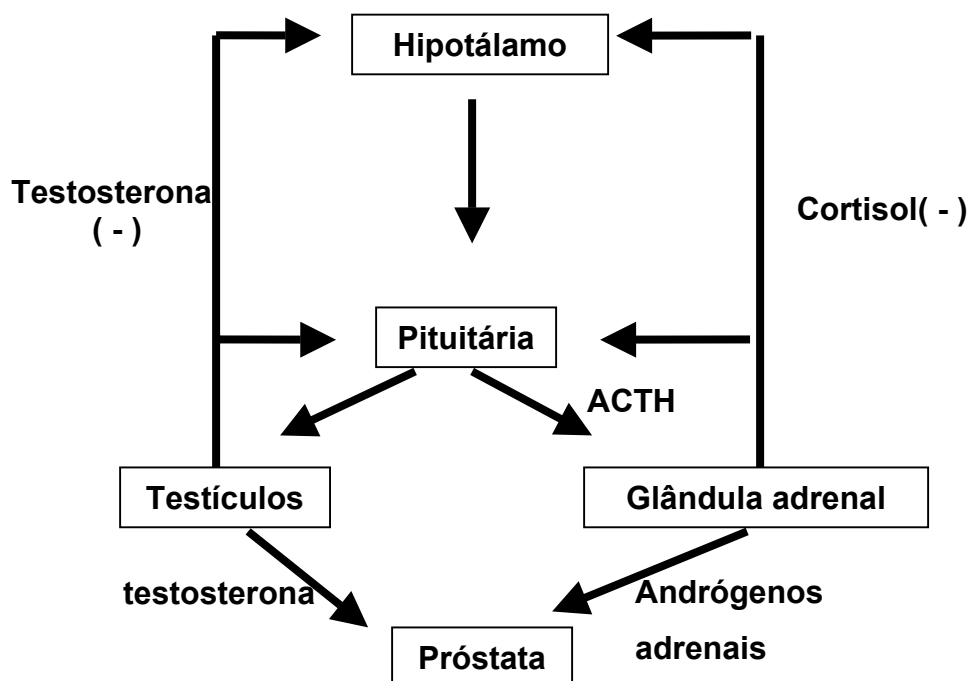 Hipotálamo
Testosterona
( - )
Cortisol( - )
Pituitária
ACTH
Testículos
Glândula adrenal
testosterona
Andrógenos
adrenais
Próstata